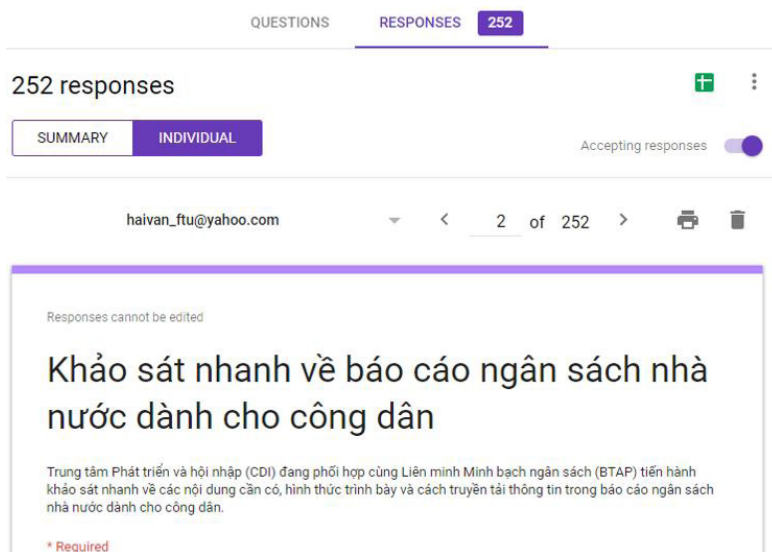 QUESTIONS RESPONSES 252
252 responses
SUMMARY INDIVIDUAL
Accepting responses
haivan_ftu@yahoo.com 2 of 252
Responses cannot be edited
Khảo sát nhanh về báo cáo ngân sách nhà
nước dành cho công dân
Trung tâm Phát triển và hội nhập (CDI) đang phối hợp cùng Liên minh Minh bạch ngân sách (BTAP) tiến hành
khảo sát nhanh về các nội dung cần có, hình thức trình bày và cách truyền tải thông tin trong báo cáo ngân sách
nhà nước dành cho công dân.
* Required